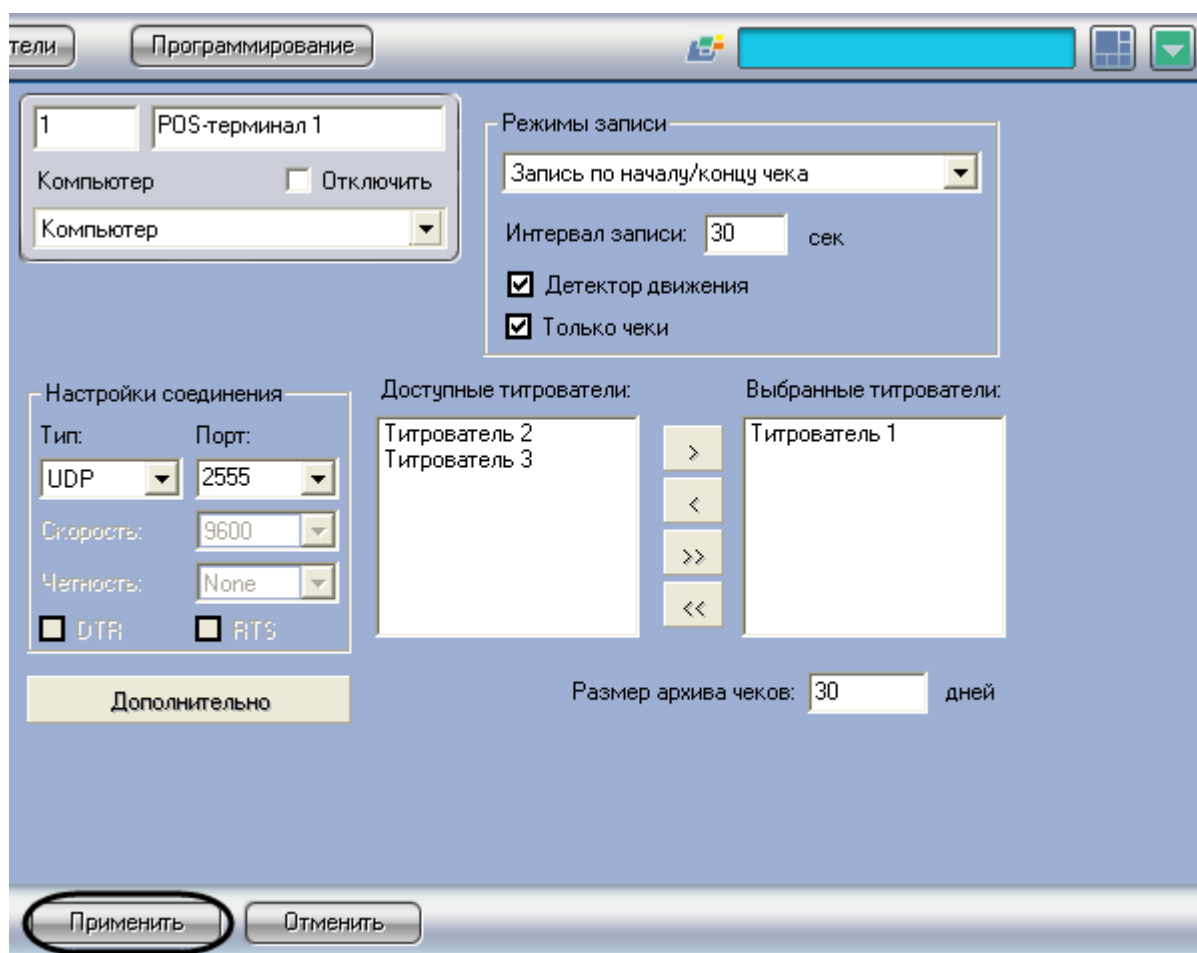 тели Программирование
1 POS-терминал 1
Компьютер Отключить
Компьютер
Режимы записи
Запись по началу/концу чека
Интервал записи: 30 сек
Детектор движения
Только чеки
Настройки соединения
Тип: Порт:
UDP 2555
Скорость: 9600
Четность: None
DTR RTS
Дополнительно
Доступные титрователи:
Титрователь 2
Титрователь 3
>
<
>>
<<
Выбранные титрователи:
Титрователь 1
Размер архива чеков: 30 дней
Применить Отменить